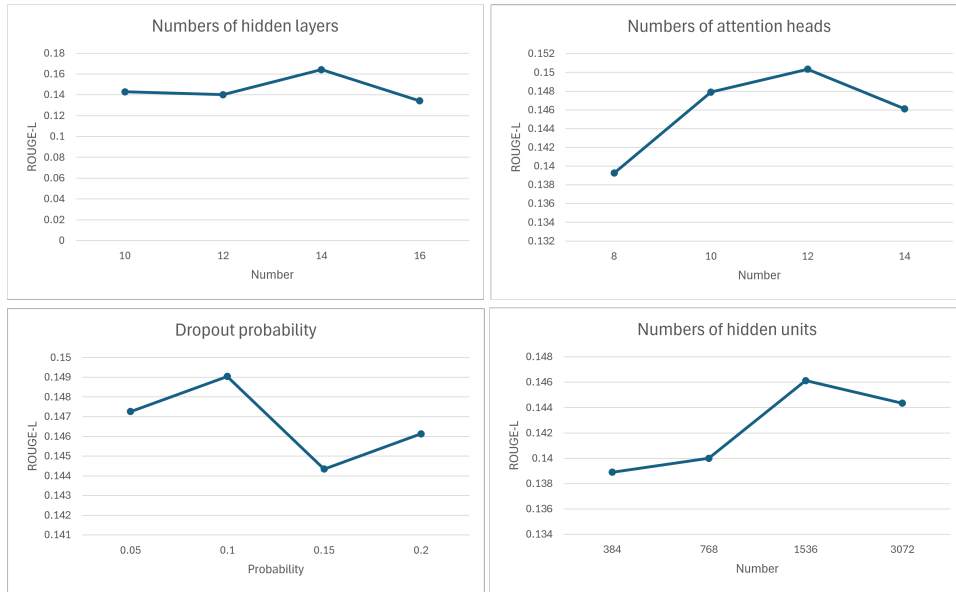 Numbers of hidden layers
ROUGE-L
0.18
0.16
0.14
0.12
0.1
0.08
0.06
0.04
0.02
0
10 12 14 16
Number
Numbers of attention heads
ROUGE-L
0.152
0.15
0.148
0.146
0.144
0.142
0.14
0.138
0.136
0.134
0.132
8 10 12 14
Number
Dropout probability
ROUGE-L
0.15
0.149
0.148
0.147
0.146
0.145
0.144
0.143
0.142
0.141
0.05 0.1 0.15 0.2
Probability
Numbers of hidden units
ROUGE-L
0.148
0.146
0.144
0.142
0.14
0.138
0.136
0.134
384 768 1536 3072
Number